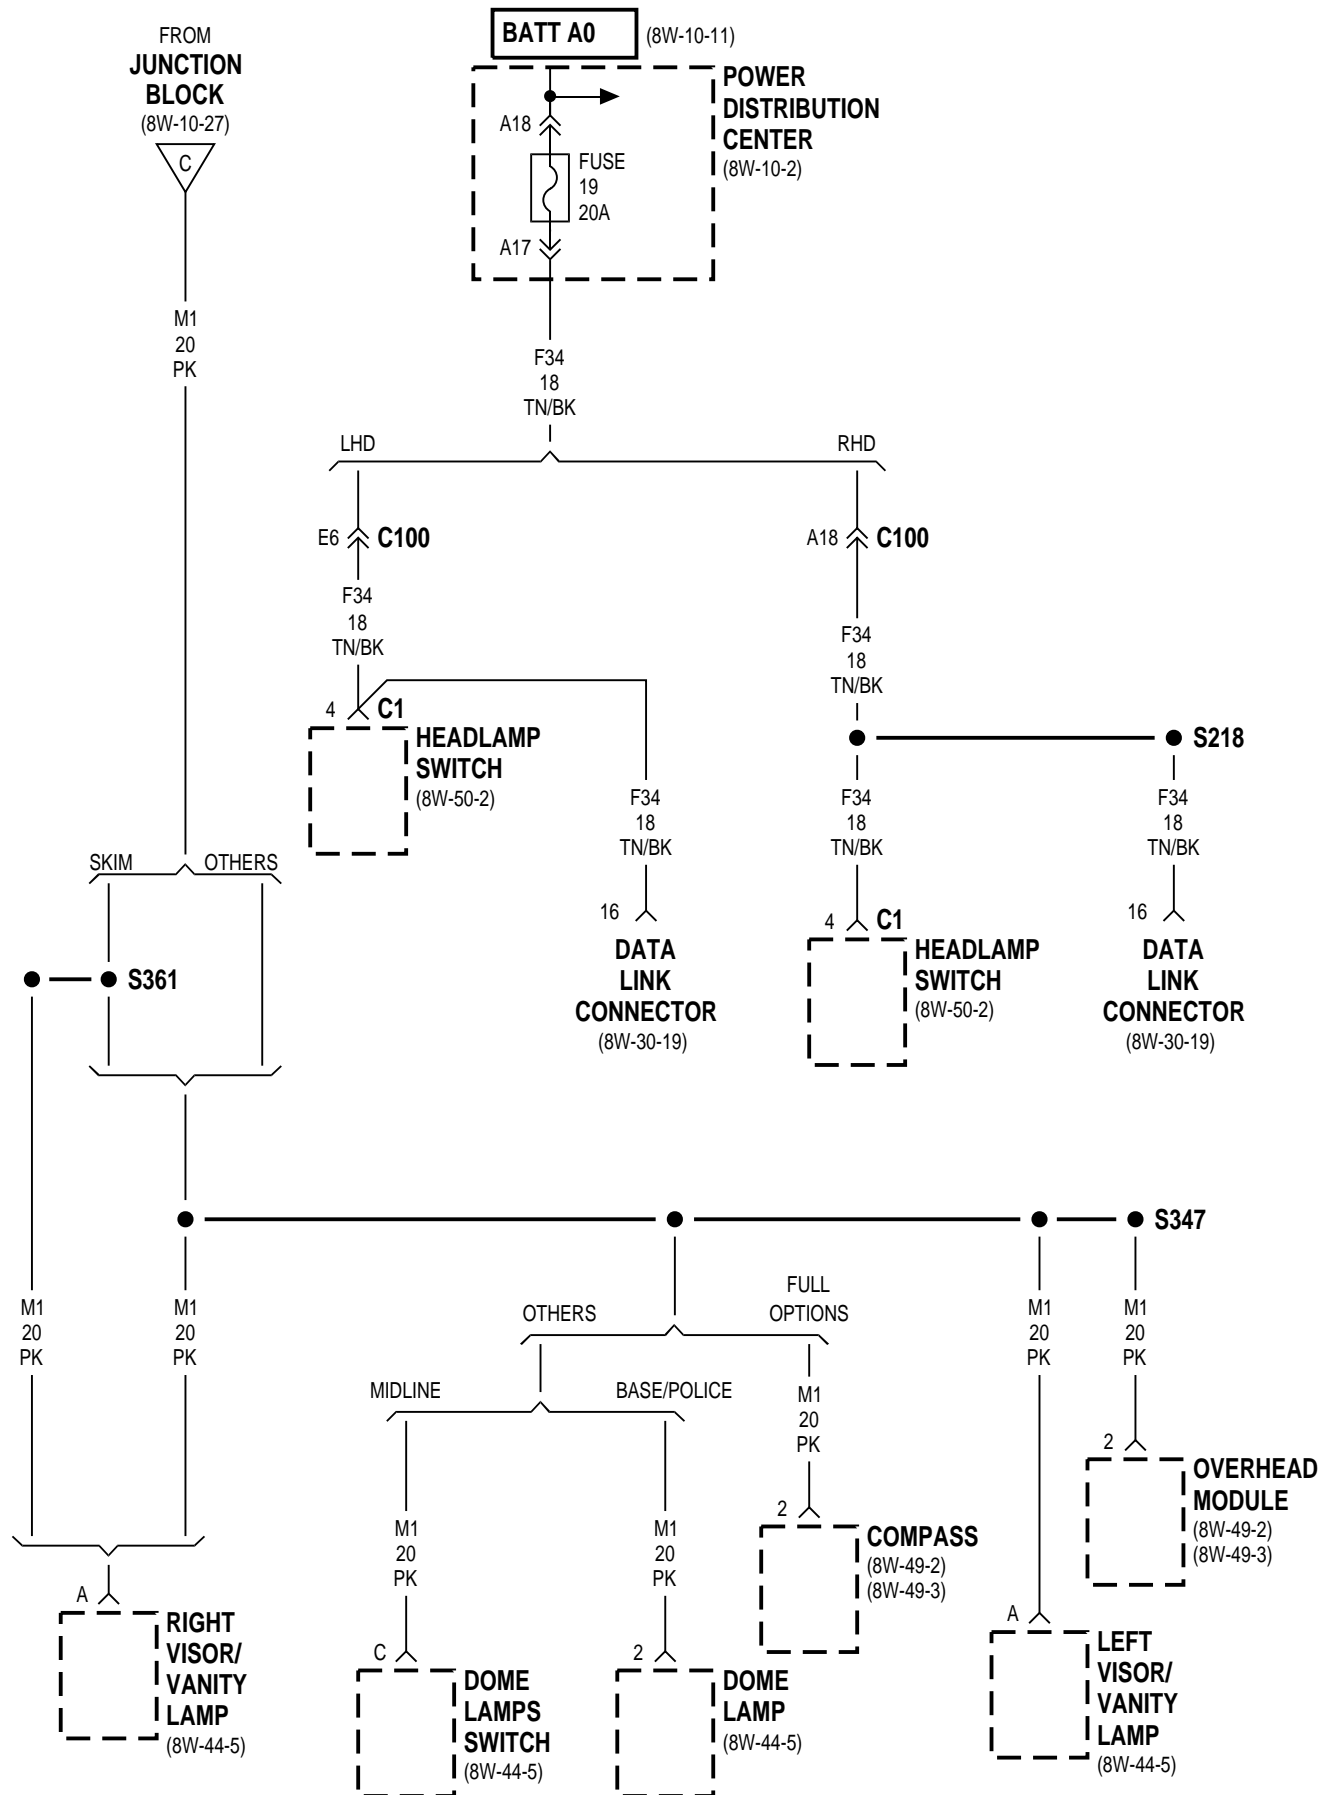 FROM
JUNCTION
BLOCK
(8W-10-27)
C
BATT A0
(8W-10-11)
POWER
DISTRIBUTION
CENTER
(8W-10-2)
A18
FUSE
19
20A
A17
M1
20
PK
F34
18
TN/BK
LHD
RHD
E6
C100
A18
C100
F34
18
TN/BK
F34
18
TN/BK
4
C1
HEADLAMP
SWITCH
(8W-50-2)
S218
F34
18
TN/BK
F34
18
TN/BK
F34
18
TN/BK
SKIM
OTHERS
16
DATA
LINK
CONNECTOR
(8W-30-19)
4
C1
HEADLAMP
SWITCH
(8W-50-2)
16
DATA
LINK
CONNECTOR
(8W-30-19)
S361
S347
M1
20
PK
M1
20
PK
OTHERS
FULL
OPTIONS
M1
20
PK
M1
20
PK
MIDLINE
BASE/POLICE
M1
20
PK
2
OVERHEAD
MODULE
(8W-49-2)
(8W-49-3)
M1
20
PK
M1
20
PK
2
COMPASS
(8W-49-2)
(8W-49-3)
A
RIGHT
VISOR/
VANITY
LAMP
(8W-44-5)
C
DOME
LAMPS
SWITCH
(8W-44-5)
2
DOME
LAMP
(8W-44-5)
A
LEFT
VISOR/
VANITY
LAMP
(8W-44-5)